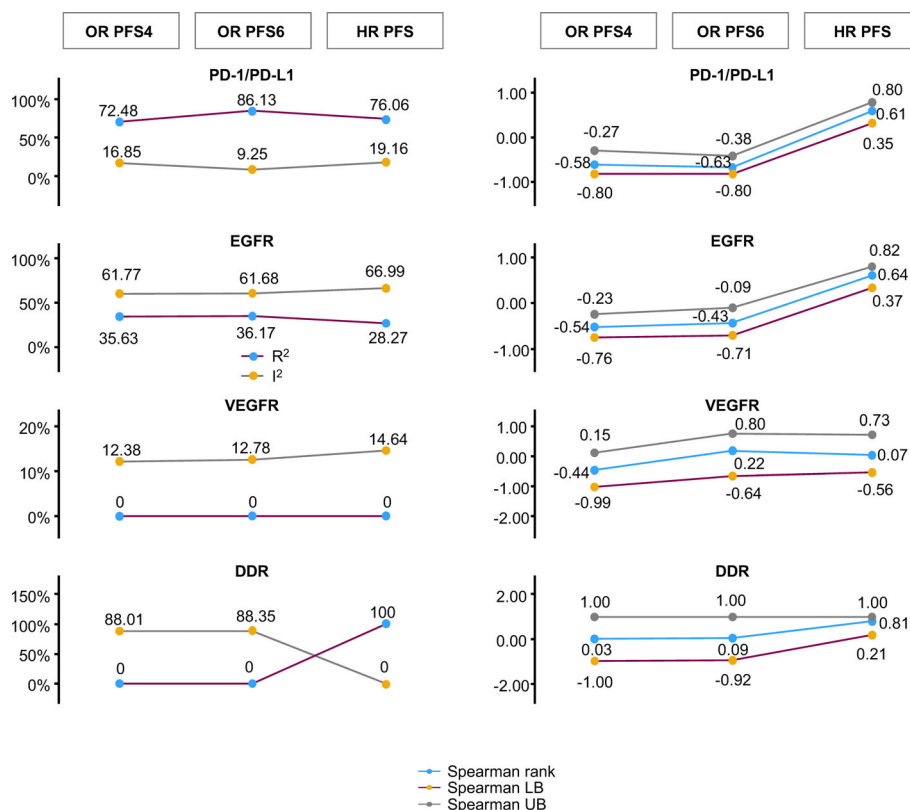 OR PFS4 OR PFS6 HR PFS OR PFS4 OR PFS6 HR PFS
PD-1/PD-L1
100%
50%
0%
72.48 86.13 76.06
16.85 9.25 19.16
PD-1/PD-L1
1.00
0.00
-1.00
-0.27 -0.38 0.80
-0.58 -0.63 0.61
-0.80 -0.80 0.35
EGFR
100%
50%
0%
61.77 61.68 66.99
35.63 36.17 28.27
R²
I²
EGFR
1.00
0.00
-1.00
-0.23 -0.09 0.82
-0.54 -0.43 0.64
-0.76 -0.71 0.37
VEGFR
20%
10%
0%
12.38 12.78 14.64
0 0 0
VEGFR
1.00
0.00
-1.00
-2.00
0.15 0.80 0.73
-0.44 0.22 0.07
-0.99 -0.64 -0.56
DDR
150%
100%
50%
0%
88.01 88.35 100
0 0 0
DDR
2.00
0.00
-2.00
1.00 1.00 1.00
0.03 0.09 0.81
-1.00 -0.92 0.21
Spearman rank
Spearman LB
Spearman UB